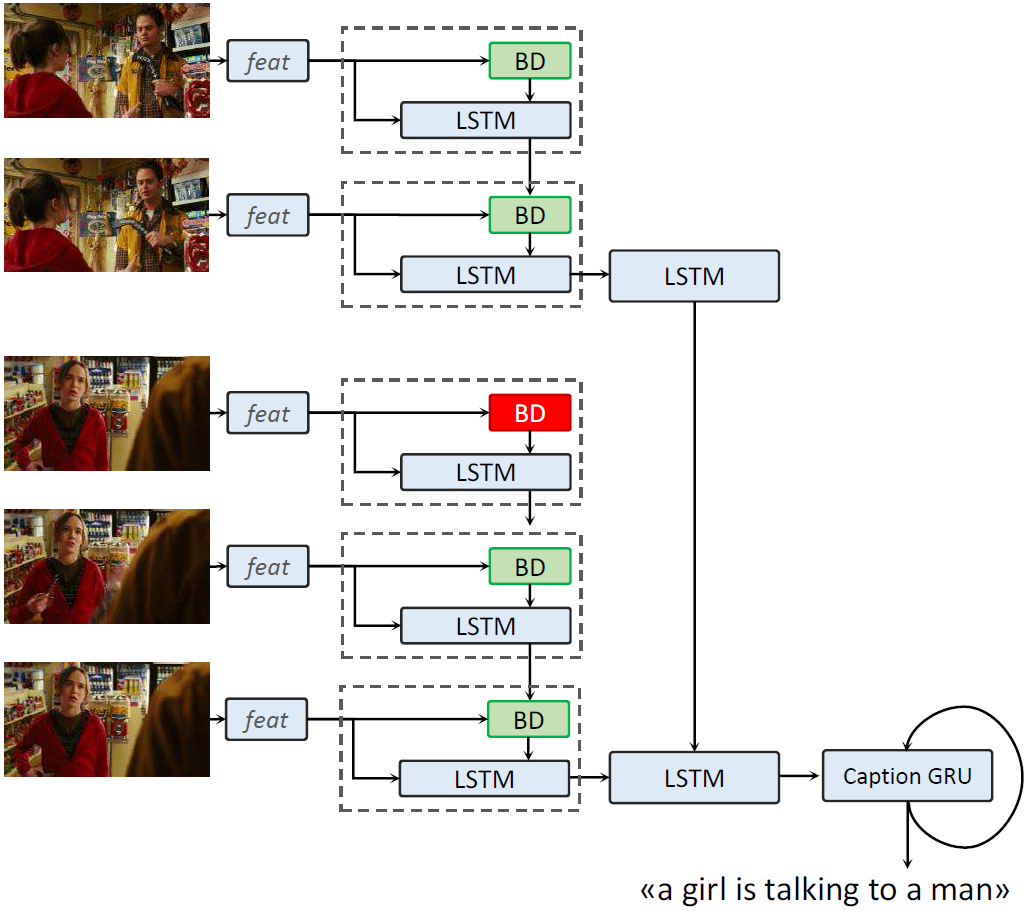 feat
BD
LSTM
feat
BD
LSTM
LSTM
feat
BD
LSTM
feat
BD
LSTM
feat
BD
LSTM
LSTM
Caption GRU
«a girl is talking to a man»